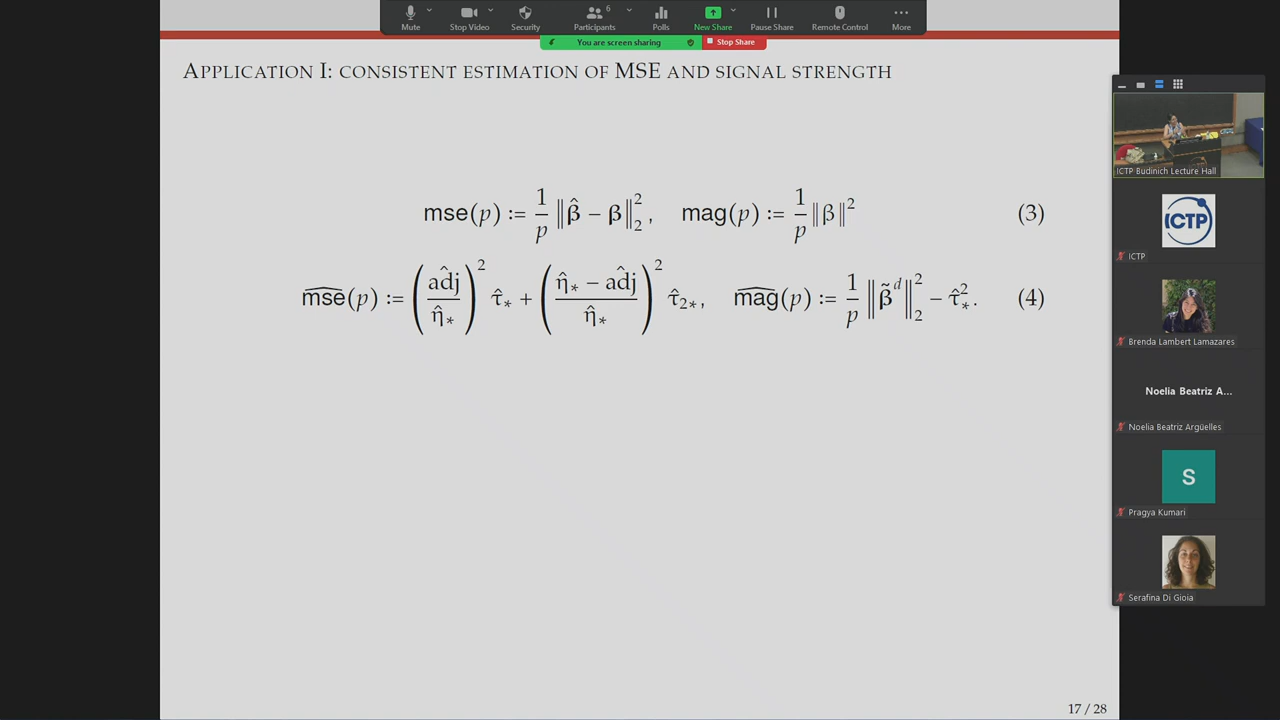 Mute
Stop Video
Security
Participants
6
Polls
New Share
Pause Share
Remote Control
More
You are screen sharing
Stop Share
APPLICATION I: CONSISTENT ESTIMATION OF MSE AND SIGNAL STRENGTH
mse(p) := 1/p ‖β̂ − β‖₂², mag(p) := 1/p ‖β‖² (3)
m̂se(p) := (ad̂j/η̂∗)² τ̂∗ + ((η̂∗ − ad̂j)/η̂∗)² τ̂₂∗, m̂ag(p) := 1/p ‖β̃ᵈ‖₂² − τ̂∗². (4)
17 / 28
ICTP Budinich Lecture Hall
ICTP
ICTP
Brenda Lambert Lamazares
Noelia Beatriz A...
Noelia Beatriz Argüelles
S
Pragya Kumari
Serafina Di Gioia